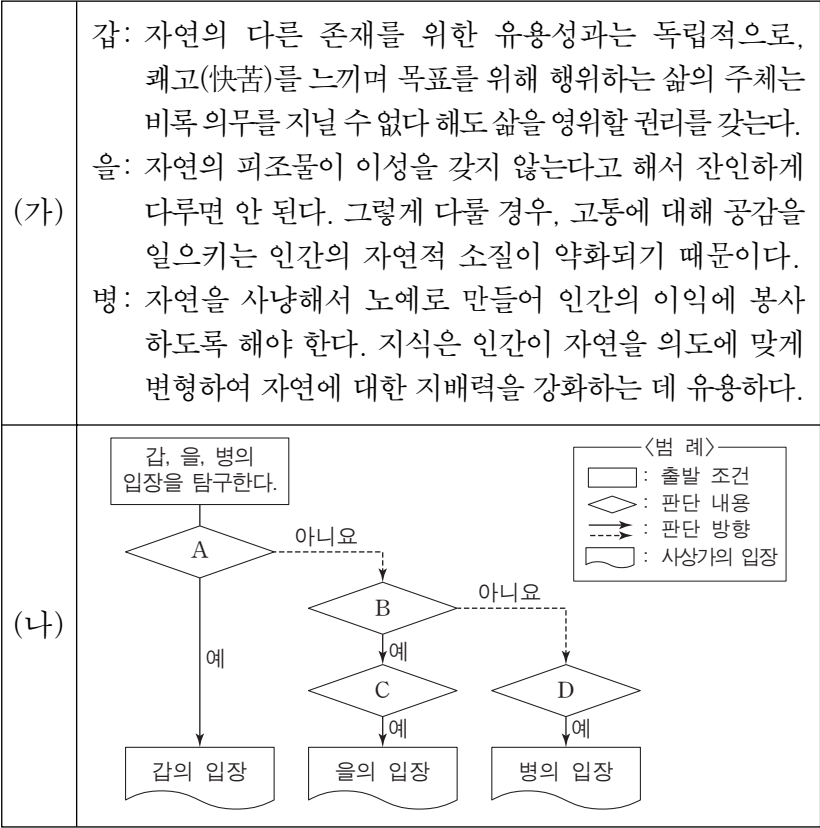 (가)
갑: 자연의 다른 존재를 위한 유용성과는 독립적으로,
쾌고(快苦)를 느끼며 목표를 위해 행위하는 삶의 주체는
비록 의무를 지닐 수 없다 해도 삶을 영위할 권리를 갖는다.
을: 자연의 피조물이 이성을 갖지 않는다고 해서 잔인하게
다루면 안 된다. 그렇게 다룰 경우, 고통에 대해 공감을
일으키는 인간의 자연적 소질이 약화되기 때문이다.
병: 자연을 사냥해서 노예로 만들어 인간의 이익에 봉사
하도록 해야 한다. 지식은 인간이 자연을 의도에 맞게
변형하여 자연에 대한 지배력을 강화하는 데 유용하다.
(나)
갑, 을, 병의
입장을 탐구한다.
〈범 례〉
: 출발 조건
: 판단 내용
: 판단 방향
: 사상가의 입장
A
아니요
B
아니요
예
예
C
D
예
예
갑의 입장
을의 입장
병의 입장